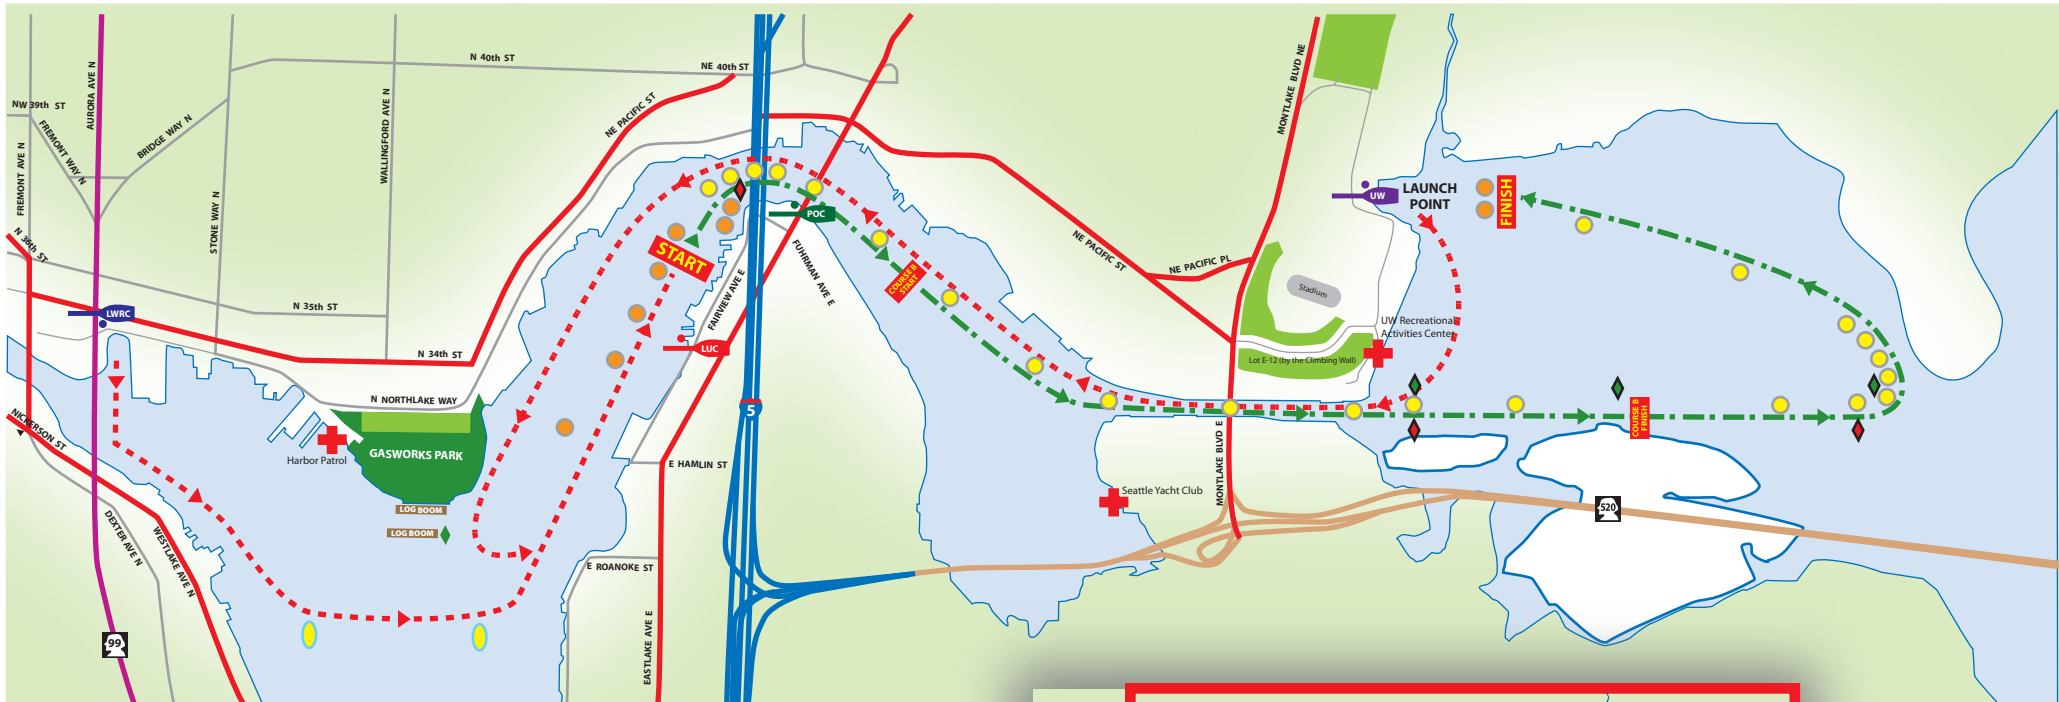 AURORA AVE N
N 40th ST
NE 40th ST
NW 39th ST
FREMONT WAY N
BRIDGE WAY N
WALLINGFORD AVE N
NE PACIFIC ST
MONTLAKE BLVD NE
FREMONT AVE N
STONE WAY N
N 36th ST
LAUNCH
POINT
UW
FINISH
POC
START
FUHRMAN AVE E
NE PACIFIC ST
NE PACIFIC PL
COURSE B
START
Stadium
FAIRVIEW AVE E
N 35th ST
LWRC
UW Recreational
Activities Center
LUC
N 34th ST
Lot E-12 (by the Climbing Wall)
N NORTHLAKE WAY
5
NICKERSON ST
COURSE B
FINISH
Harbor Patrol
GASWORKS PARK
E HAMLIN ST
MONTLAKE BLVD E
Seattle Yacht Club
LOG BOOM
LOG BOOM
520
DEXTER AVE N
WESTLAKE AVE N
E ROANOKE ST
EASTLAKE AVE E
99